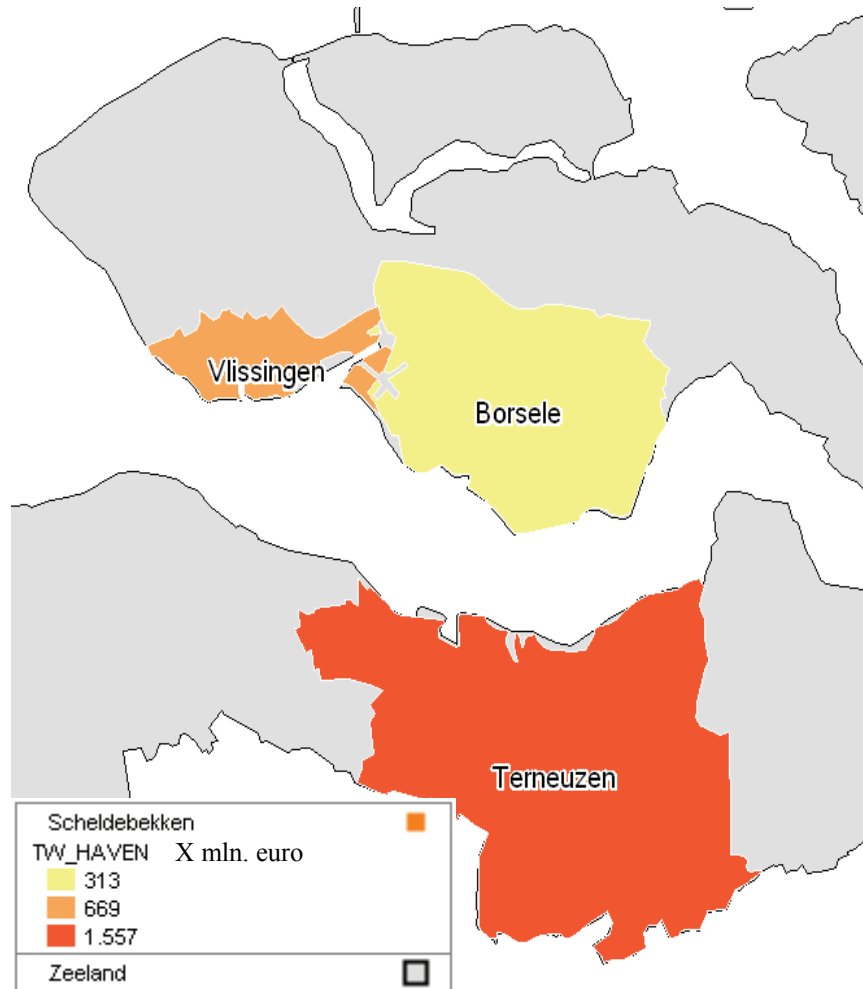 Vlissingen
Borsele
Terneuzen
Scheldebekken
TW_HAVEN X mln. euro
313
669
1.557
Zeeland